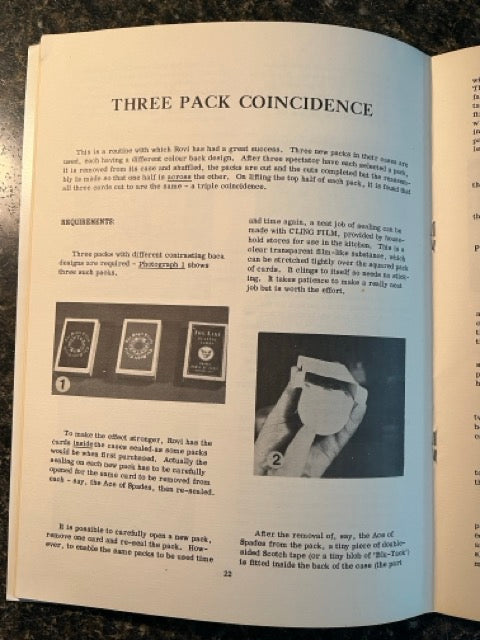 THREE PACK COINCIDENCE
This is a routine with which Rovi has had a great success. Three new packs in their cases are
used, each having a different colour back design. After three spectator have each selected a pack,
it is removed from its case and shuffled, the packs are cut and the cuts completed but the reassem-
bly is made so that one half is across the other. On lifting the top half of each pack, it is found that
all three cards cut to are the same - a triple coincidence.
REQUIREMENTS:
Three packs with different contrasting back
designs are required - Photograph 1 shows
three such packs.
1
To make the effect stronger, Rovi has the
cards inside the cases sealed as some packs
would be when first purchased. Actually the
sealing on each new pack has to be carefully
opened for the same card to be removed from
each - say, the Ace of Spades, then re-sealed.
It is possible to carefully open a new pack,
remove one card and re-seal the pack. How-
ever, to enable the same packs to be used time
and time again, a neat job of sealing can be
made with CLING FILM, provided by house-
hold stores for use in the kitchen. This is a
clear transparent film-like substance, which
can be stretched tightly over the squared pack
of cards. It clings to itself so needs no stick-
ing. It takes patience to make a really neat
job but is worth the effort.
2
After the removal of, say, the Ace of
Spades from the pack, a tiny piece of double-
sided Scotch tape (or a tiny blob of "Blu-Tack")
is fitted inside the back of the case (the part
22